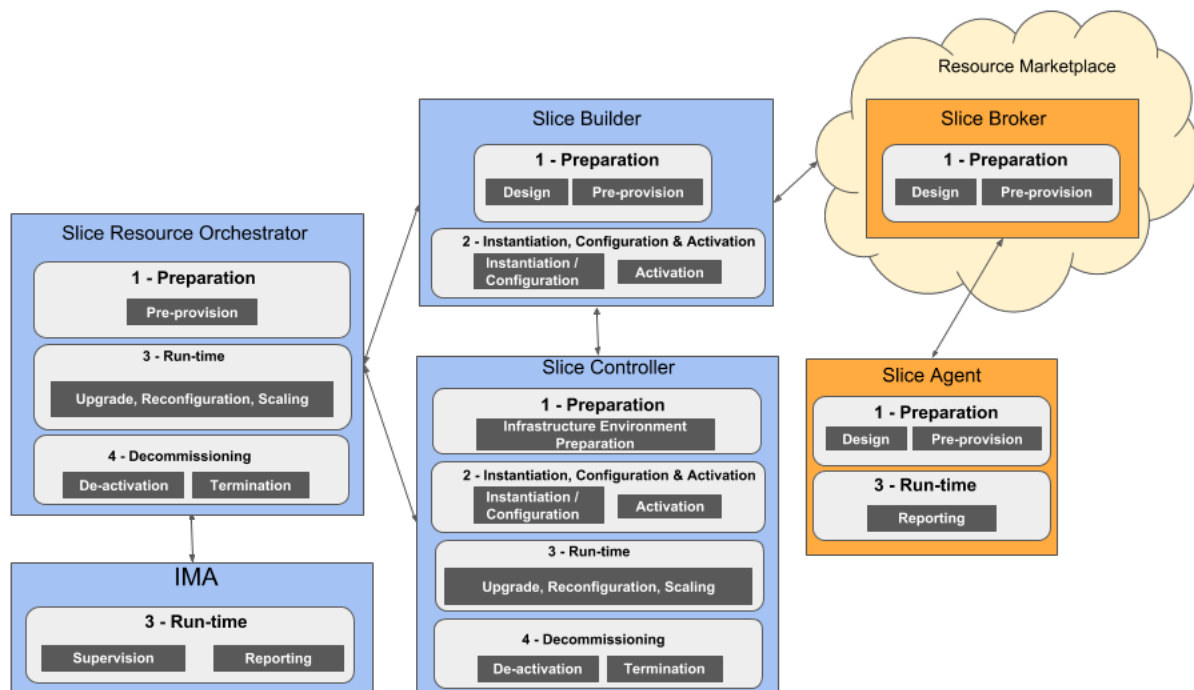 Resource Marketplace
Slice Broker
1 - Preparation
Design
Pre-provision
Slice Builder
1 - Preparation
Design
Pre-provision
2 - Instantiation, Configuration & Activation
Instantiation /
Configuration
Activation
Slice Resource Orchestrator
1 - Preparation
Pre-provision
3 - Run-time
Upgrade, Reconfiguration, Scaling
4 - Decommissioning
De-activation
Termination
Slice Controller
1 - Preparation
Infrastructure Environment
Preparation
2 - Instantiation, Configuration & Activation
Instantiation /
Configuration
Activation
3 - Run-time
Upgrade, Reconfiguration, Scaling
4 - Decommissioning
De-activation
Termination
Slice Agent
1 - Preparation
Design
Pre-provision
3 - Run-time
Reporting
IMA
3 - Run-time
Supervision
Reporting